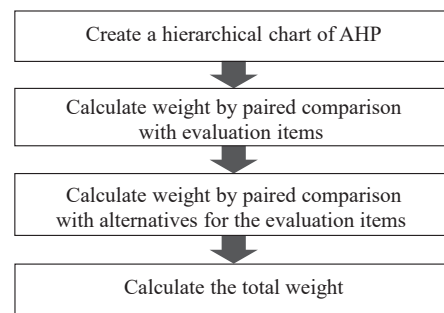 Create a hierarchical chart of AHP
Calculate weight by paired comparison
with evaluation items
Calculate weight by paired comparison
with alternatives for the evaluation items
Calculate the total weight